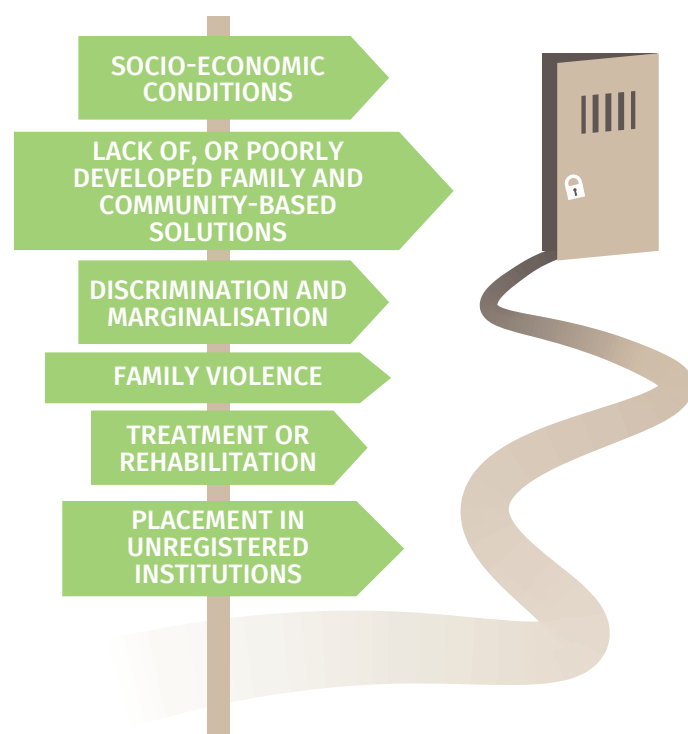 SOCIO-ECONOMIC
CONDITIONS
LACK OF, OR POORLY
DEVELOPED FAMILY AND
COMMUNITY-BASED
SOLUTIONS
DISCRIMINATION AND
MARGINALISATION
FAMILY VIOLENCE
TREATMENT OR
REHABILITATION
PLACEMENT IN
UNREGISTERED
INSTITUTIONS